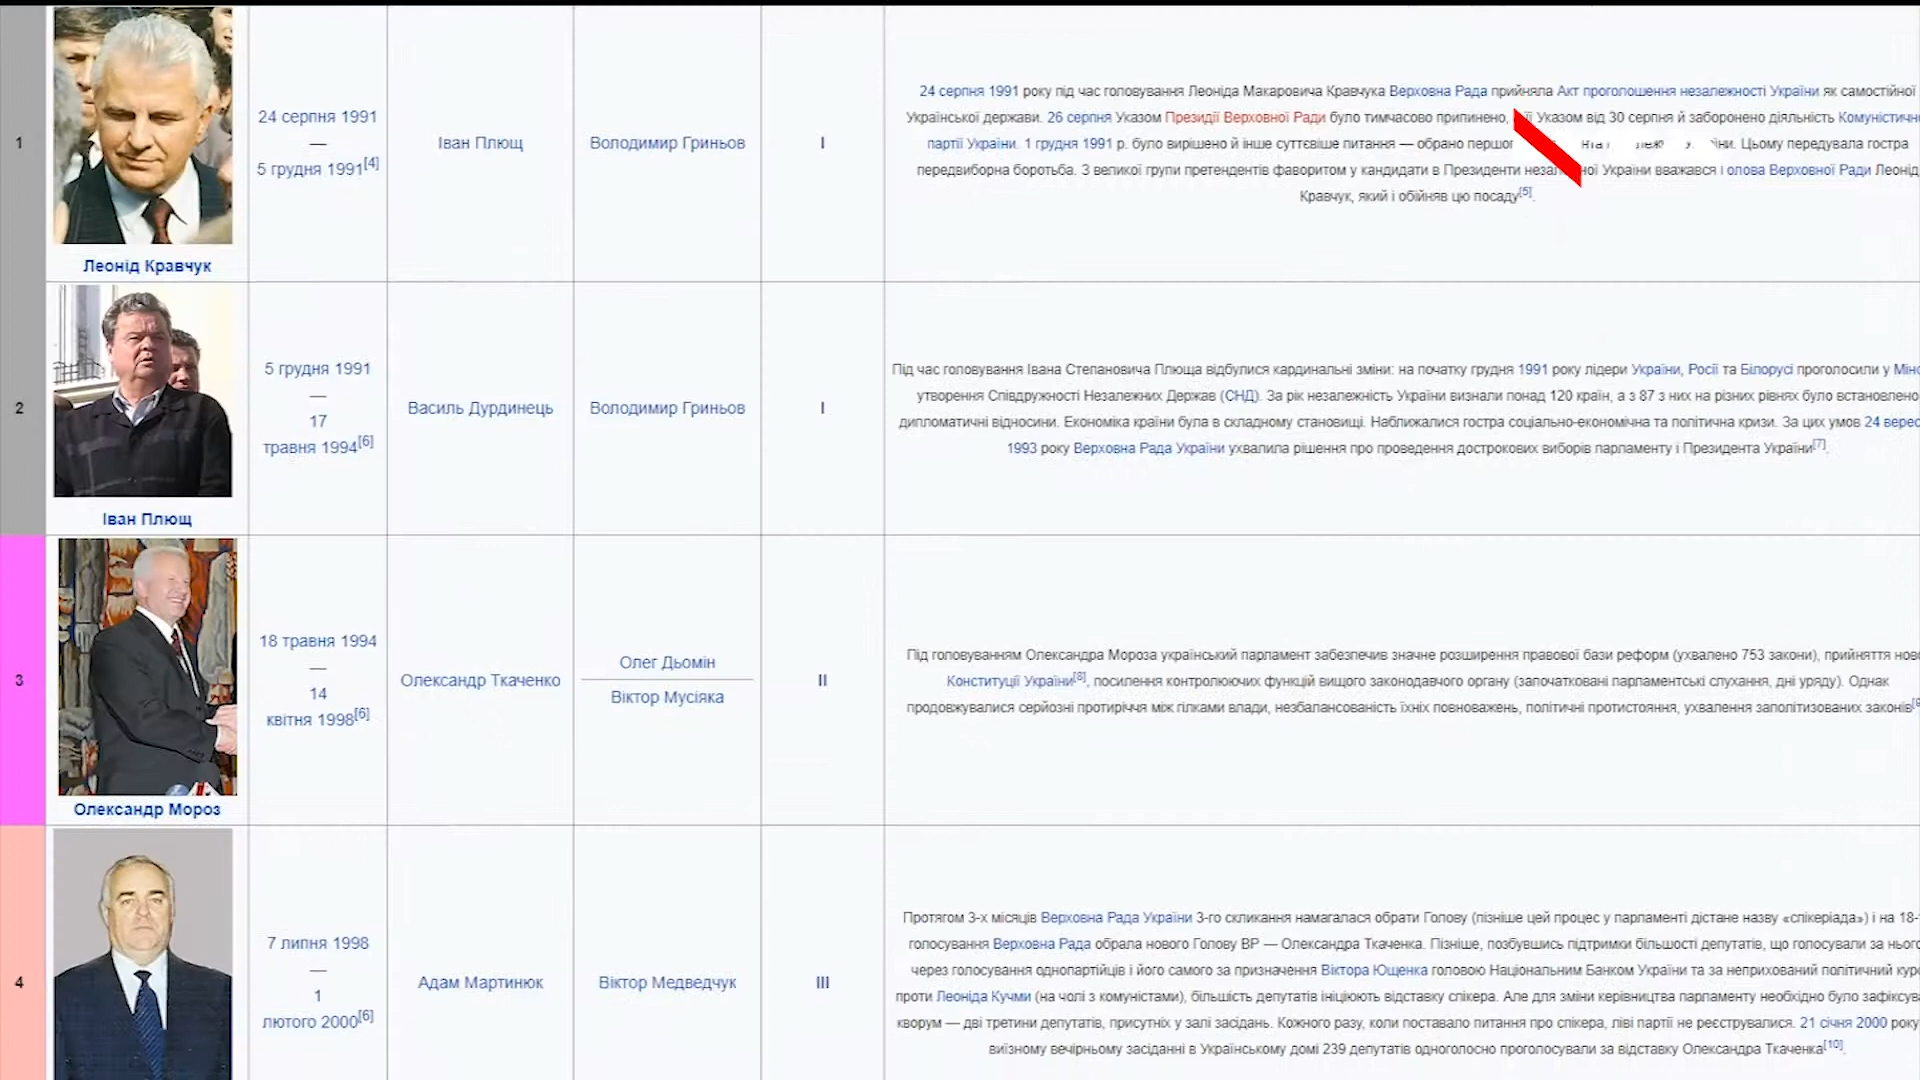 1
Леонід Кравчук
24 серпня 1991
—
5 грудня 1991[4]
Іван Плющ
Володимир Гриньов
I
24 серпня 1991 року під час головування Леоніда Макаровича Кравчука Верховна Рада прийняла Акт проголошення незалежності України як самостійної
Української держави. 26 серпня Указом Президії Верховної Ради було тимчасово припинено, її Указом від 30 серпня й заборонено діяльність
партії України. 1 грудня 1991 р. було вирішено й інше суттєвіше питання — обрано Цьому передувала гостра
передвиборна боротьба. З великої групи претендентів фаворитом у кандидати в Президенти України вважався Верховної Ради Леонід
Кравчук, який і обійняв цю посаду[5].
2
Іван Плющ
5 грудня 1991
—
17
травня 1994[6]
Василь Дурдинець
Володимир Гриньов
I
Під час головування Івана Степановича Плюща відбулися кардинальні зміни: на початку грудня 1991 року лідери України, Росії та Білорусі проголосили у
утворення Співдружності Незалежних Держав (СНД). За рік незалежність України визнали понад 120 країн, а з 87 з них на різних рівнях було встановлено
дипломатичні відносини. Економіка країни була в складному становищі. Наближалися гостра соціально-економічна та політична кризи. За цих умов 24
1993 року Верховна Рада України ухвалила рішення про проведення дострокових виборів парламенту і Президента України[7].
3
Олександр Мороз
18 травня 1994
—
14
квітня 1998[6]
Олександр Ткаченко
Олег Дьомін
Віктор Мусіяка
II
Під головуванням Олександра Мороза український парламент забезпечив значне розширення правової бази реформ (ухвалено 753 закони), прийняття
Конституції України[8], посилення контролюючих функцій вищого законодавчого органу (започатковані парламентські слухання, дні уряду). Однак
продовжувалися серйозні протиріччя між гілками влади, незбалансованість їхніх повноважень, політичні протистояння, ухвалення заполітизованих законів
4
7 липня 1998
—
1
лютого 2000[6]
Адам Мартинюк
Віктор Медведчук
III
Протягом 3-х місяців Верховна Рада України 3-го скликання намагалася обрати Голову (пізніше цей процес у парламенті дістане назву «спікеріада») і на 18-
голосування Верховна Рада обрала нового Голову ВР — Олександра Ткаченка. Пізніше, позбувшись підтримки більшості депутатів, що голосували за нього
через голосування однопартійців і його самого за призначення Віктора Ющенка головою Національним Банком України та за неприхований політичний
проти Леоніда Кучми (на чолі з комуністами), більшість депутатів ініціюють відставку спікера. Але для зміни керівництва парламенту необхідно було
кворум — дві третини депутатів, присутніх у залі засідань. Кожного разу, коли поставало питання про спікера, ліві партії не реєструвалися. 21 січня 2000 року
виїзному вечірньому засіданні в Українському домі 239 депутатів одноголосно проголосували за відставку Олександра Ткаченка[10].